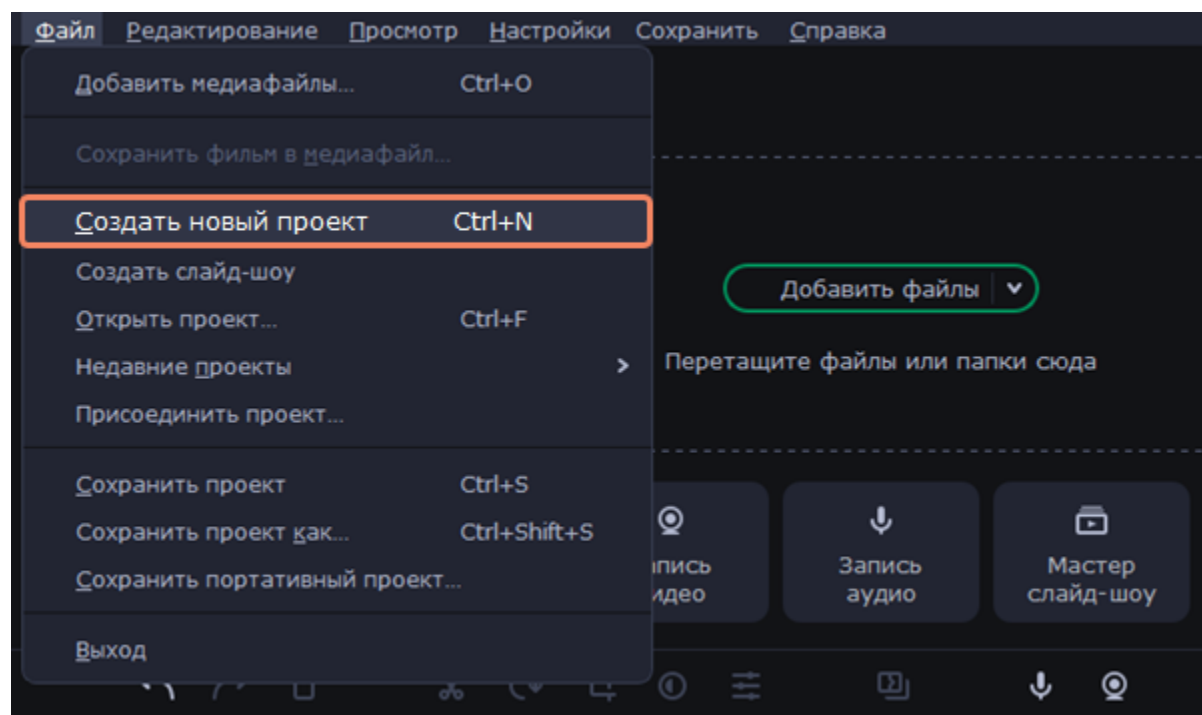 Файл Редактирование Просмотр Настройки Сохранить Справка
Добавить медиафайлы... Ctrl+O
Сохранить фильм в медиафайл...
Создать новый проект Ctrl+N
Создать слайд-шоу
Открыть проект... Ctrl+F
Недавние проекты
Присоединить проект...
Сохранить проект Ctrl+S
Сохранить проект как... Ctrl+Shift+S
Сохранить портативный проект...
Выход
Добавить файлы
Перетащите файлы или папки сюда
Запись
аудио
Мастер
слайд-шоу